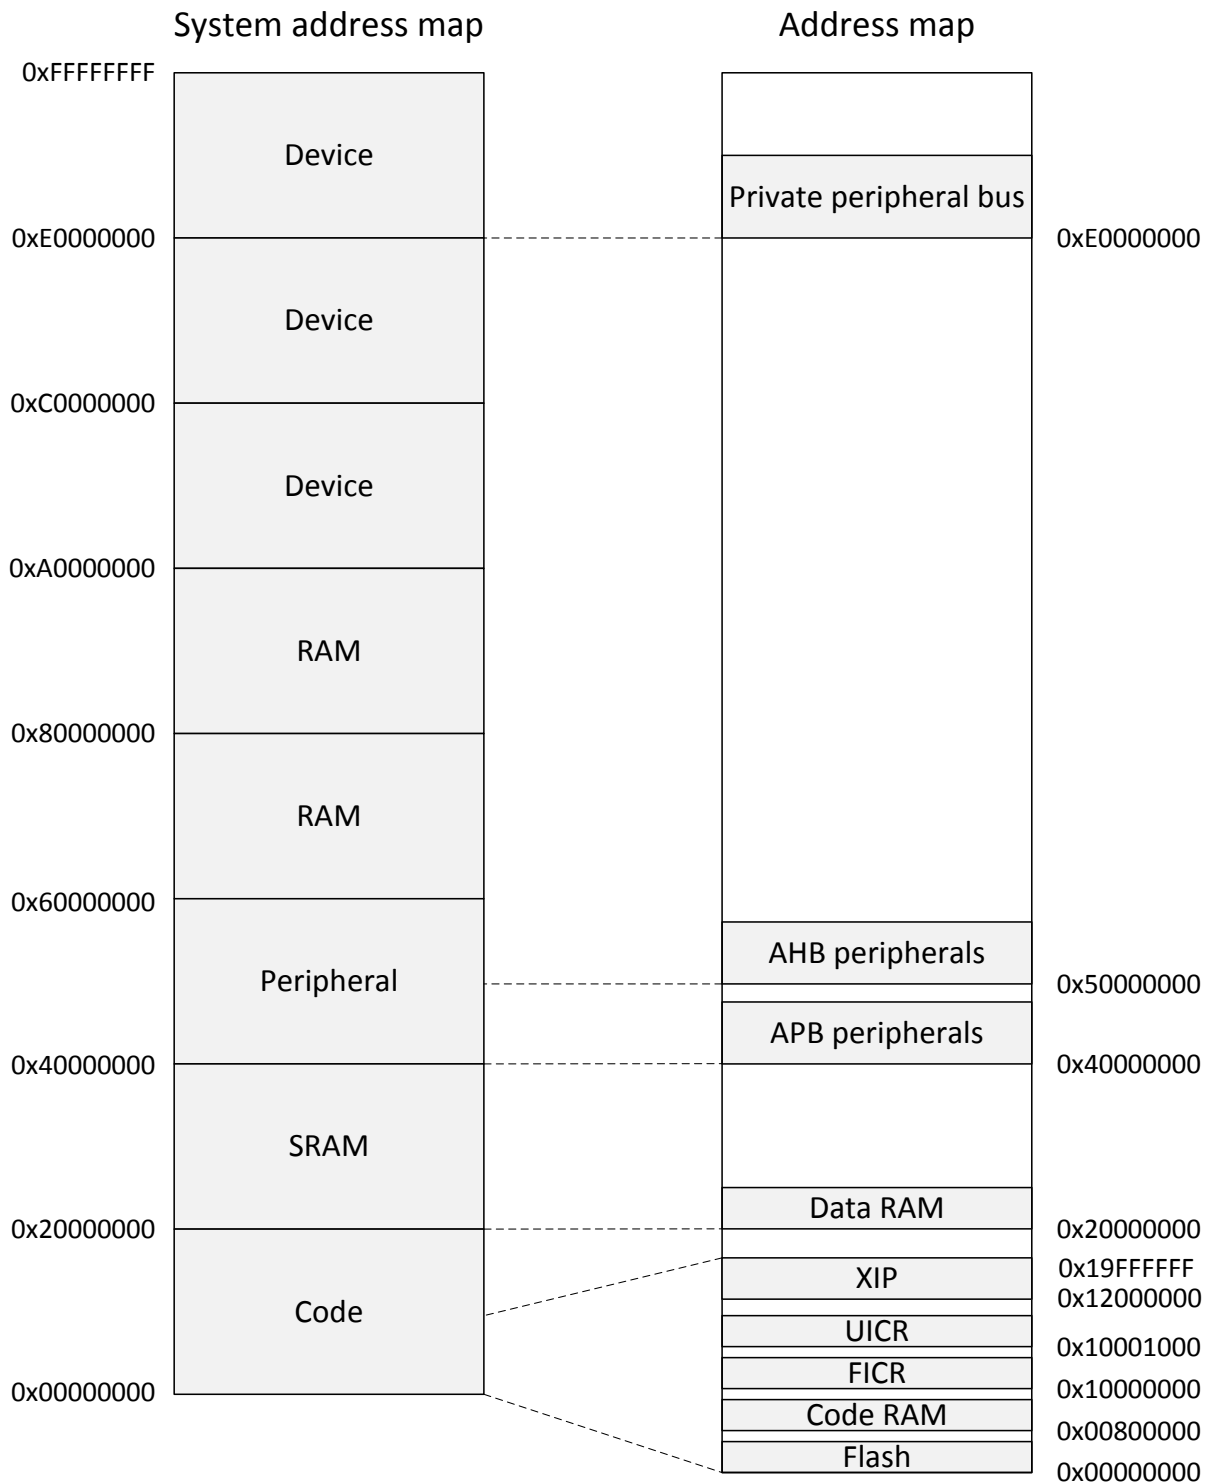 System address map
Address map
0xFFFFFFFF
Device
Private peripheral bus
0xE0000000
0xE0000000
Device
0xC0000000
Device
0xA0000000
RAM
0x80000000
RAM
0x60000000
AHB peripherals
Peripheral
0x50000000
APB peripherals
0x40000000
0x40000000
SRAM
Data RAM
0x20000000
0x20000000
0x19FFFFFF
XIP
0x12000000
Code
UICR
0x10001000
FICR
0x10000000
0x00000000
Code RAM
0x00800000
Flash
0x00000000